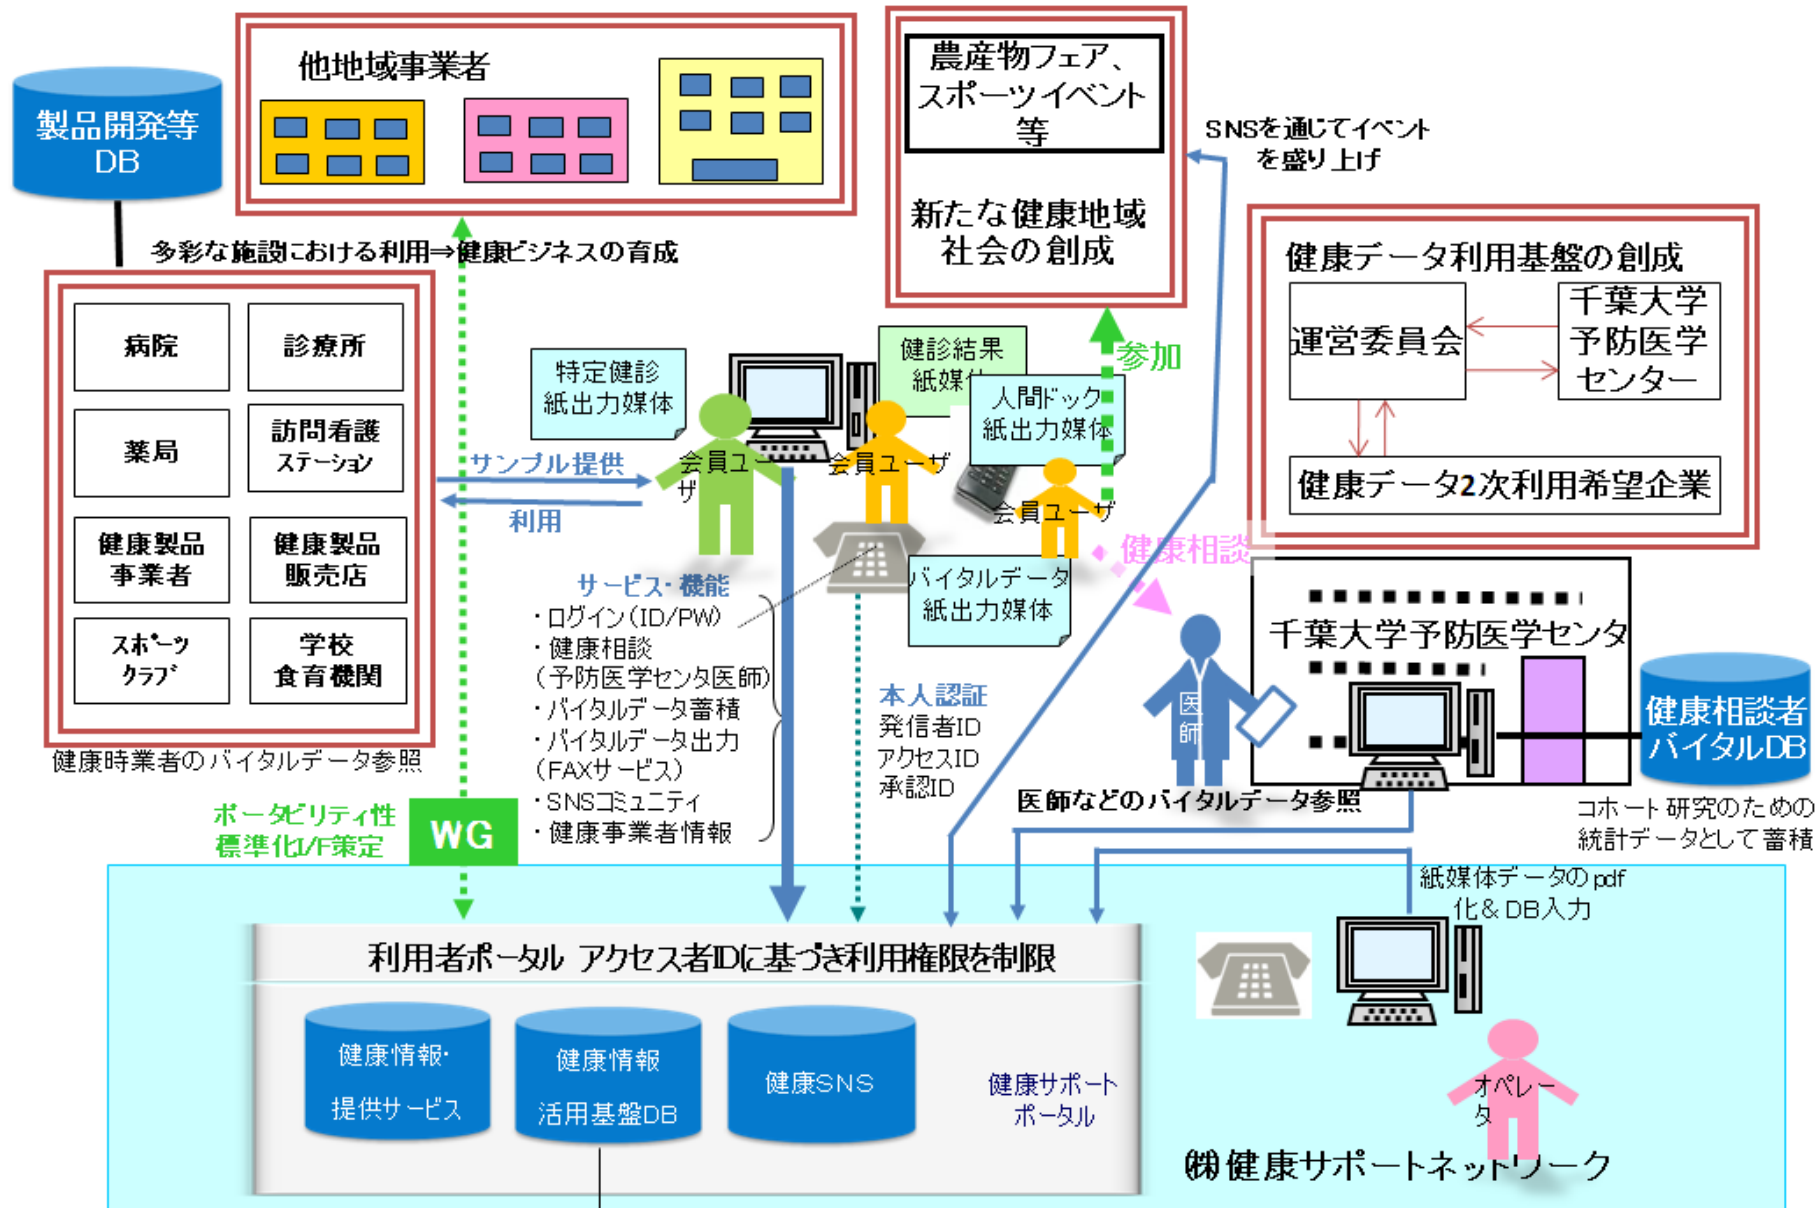 他地域事業者
製品開発等
DB
農産物フェア、
スポーツイベント
等
新たな健康地域
社会の創成
SNSを通じてイベント
を盛り上げ
多彩な施設における利用⇒健康ビジネスの育成
健康データ利用基盤の創成
運営委員会
千葉大学
予防医学
センター
健康データ2次利用希望企業
病院
診療所
薬局
訪問看護
ステーション
健康製品
事業者
健康製品
販売店
スポーツ
クラブ
学校
食育機関
健康時業者のバイタルデータ参照
特定健診
紙出力媒体
健診結果
紙媒体
人間ドック
紙出力媒体
参加
サンプル提供
利用
会員ユー
ザ
会員ユーザ
会員ユーザ
健康相談
バイタルデータ
紙出力媒体
サービス・機能
・ログイン(ID/PW)
・健康相談
(予防医学センタ医師)
・バイタルデータ蓄積
・バイタルデータ出力
(FAXサービス)
・SNSコミュニティ
・健康事業者情報
本人認証
発信者ID
アクセスID
承認ID
医
師
千葉大学予防医学センタ
健康相談者
バイタルDB
医師などのバイタルデータ参照
コホート研究のための
統計データとして蓄積
ポータビリティ性
標準化I/F策定
WG
紙媒体データのpdf
化&DB入力
利用者ポータル アクセス者IDに基づき利用権限を制限
健康情報・
提供サービス
健康情報
活用基盤DB
健康SNS
健康サポート
ポータル
オペレー
タ
㈱健康サポートネットワーク